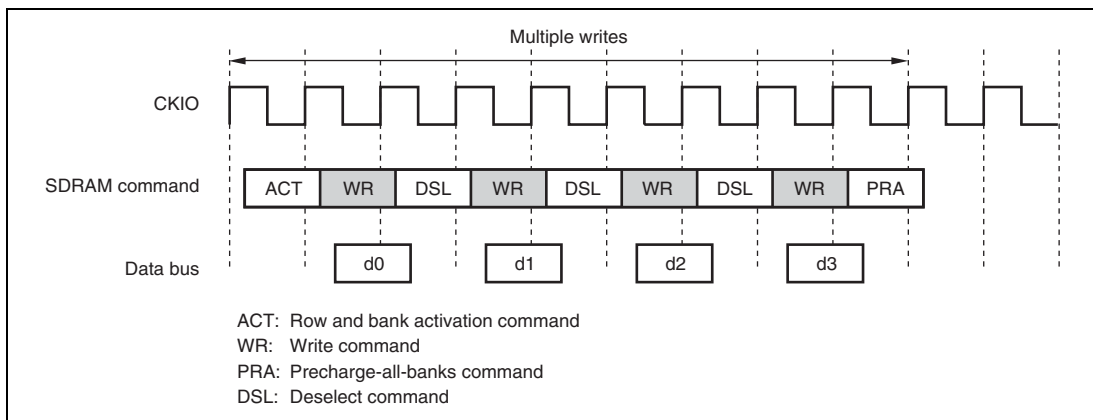 Multiple writes
CKIO
SDRAM command ACT WR DSL WR DSL WR DSL WR PRA
Data bus d0 d1 d2 d3
ACT: Row and bank activation command
WR: Write command
PRA: Precharge-all-banks command
DSL: Deselect command